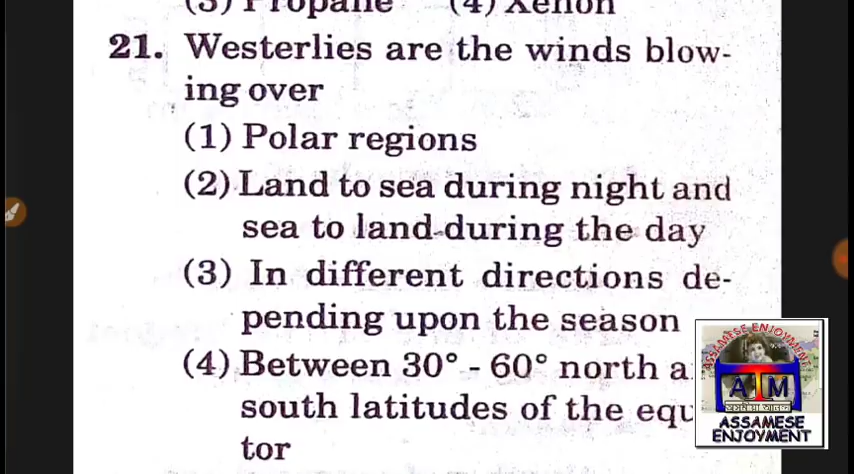 (3) Propane (4) Xenon
21. Westerlies are the winds blow-
ing over
(1) Polar regions
(2) Land to sea during night and
sea to land during the day
(3) In different directions de-
pending upon the season
(4) Between 30° - 60° north a
south latitudes of the equ
tor
ASSAMESE ENJOYMENT
ATM
ASSAMESE
ENJOYMENT